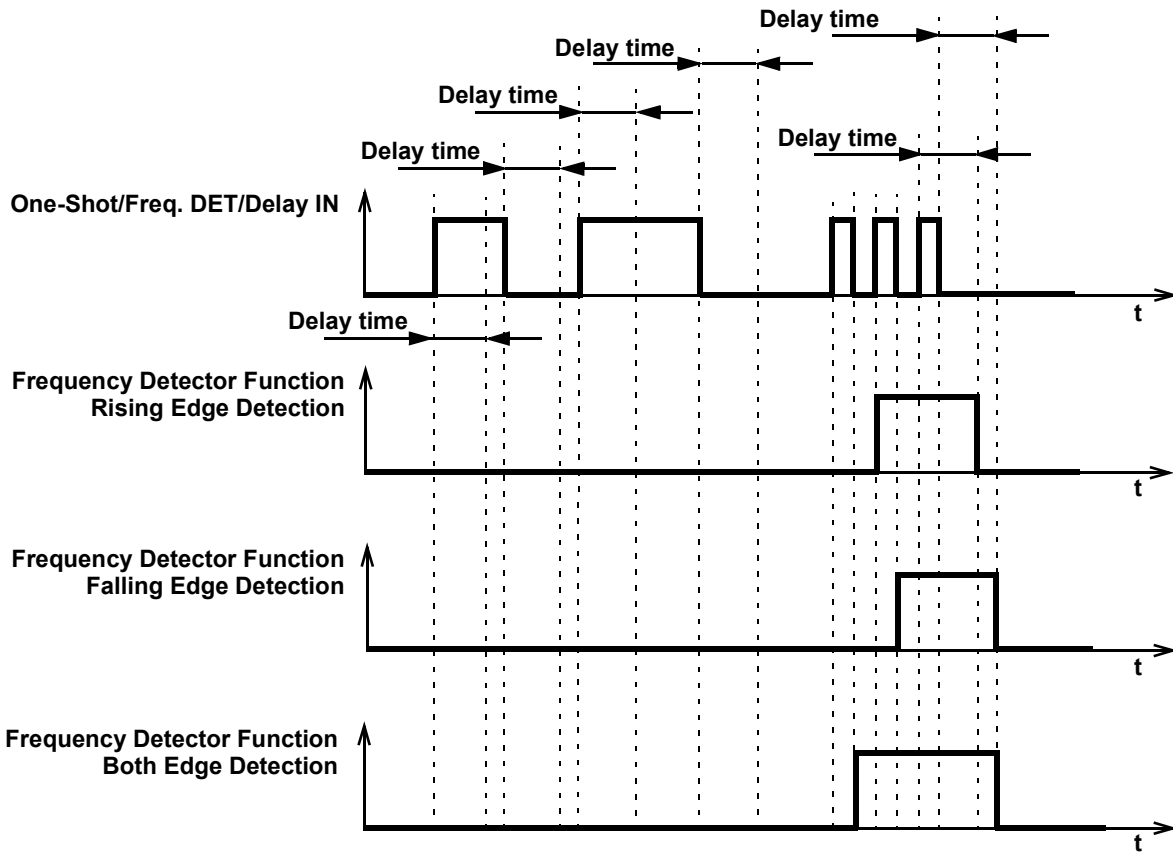 Delay time
Delay time
Delay time
Delay time
Delay time
One-Shot/Freq. DET/Delay IN
t
Delay time
Frequency Detector Function
Rising Edge Detection
t
Frequency Detector Function
Falling Edge Detection
t
Frequency Detector Function
Both Edge Detection
t